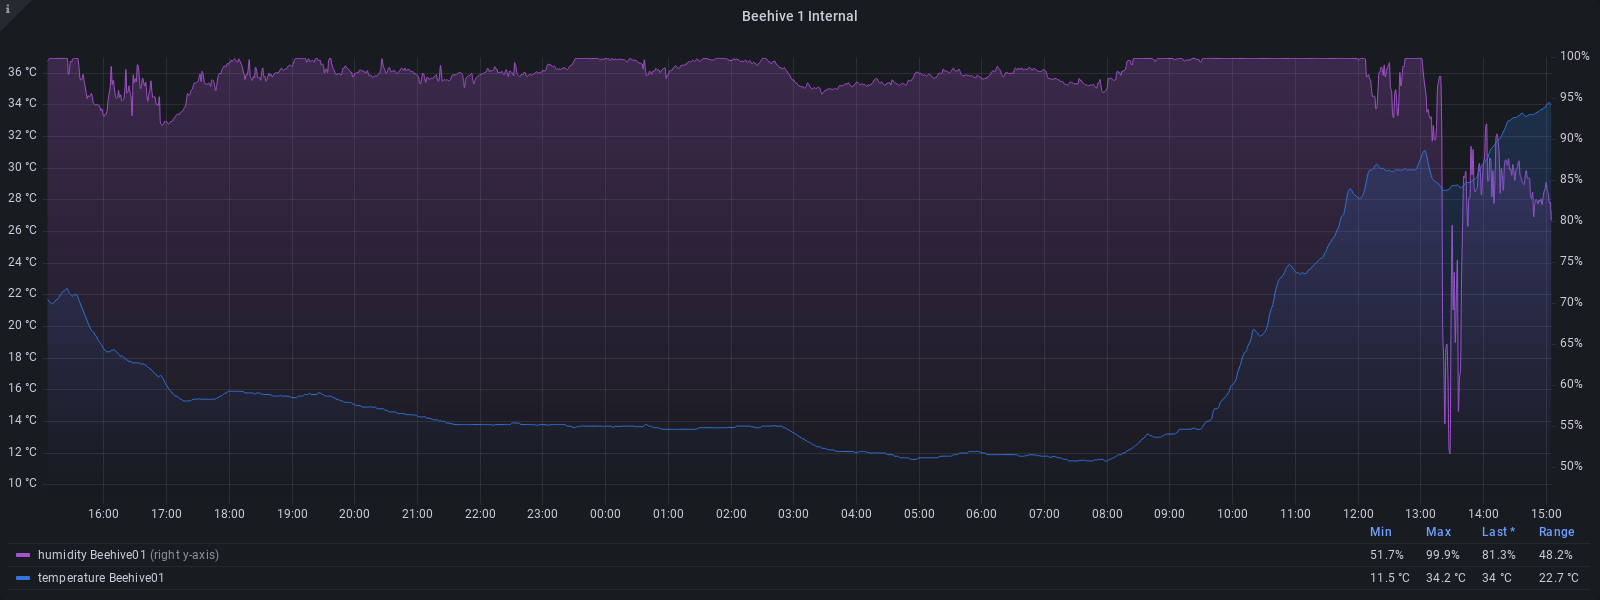 i
Beehive 1 Internal
36 °C
34 °C
32 °C
30 °C
28 °C
26 °C
24 °C
22 °C
20 °C
18 °C
16 °C
14 °C
12 °C
10 °C
100%
95%
90%
85%
80%
75%
70%
65%
60%
55%
50%
16:00 17:00 18:00 19:00 20:00 21:00 22:00 23:00 00:00 01:00 02:00 03:00 04:00 05:00 06:00 07:00 08:00 09:00 10:00 11:00 12:00 13:00 14:00 15:00
Min Max Last * Range
humidity Beehive01 (right y-axis) 51.7% 99.9% 81.3% 48.2%
temperature Beehive01 11.5 °C 34.2 °C 34 °C 22.7 °C